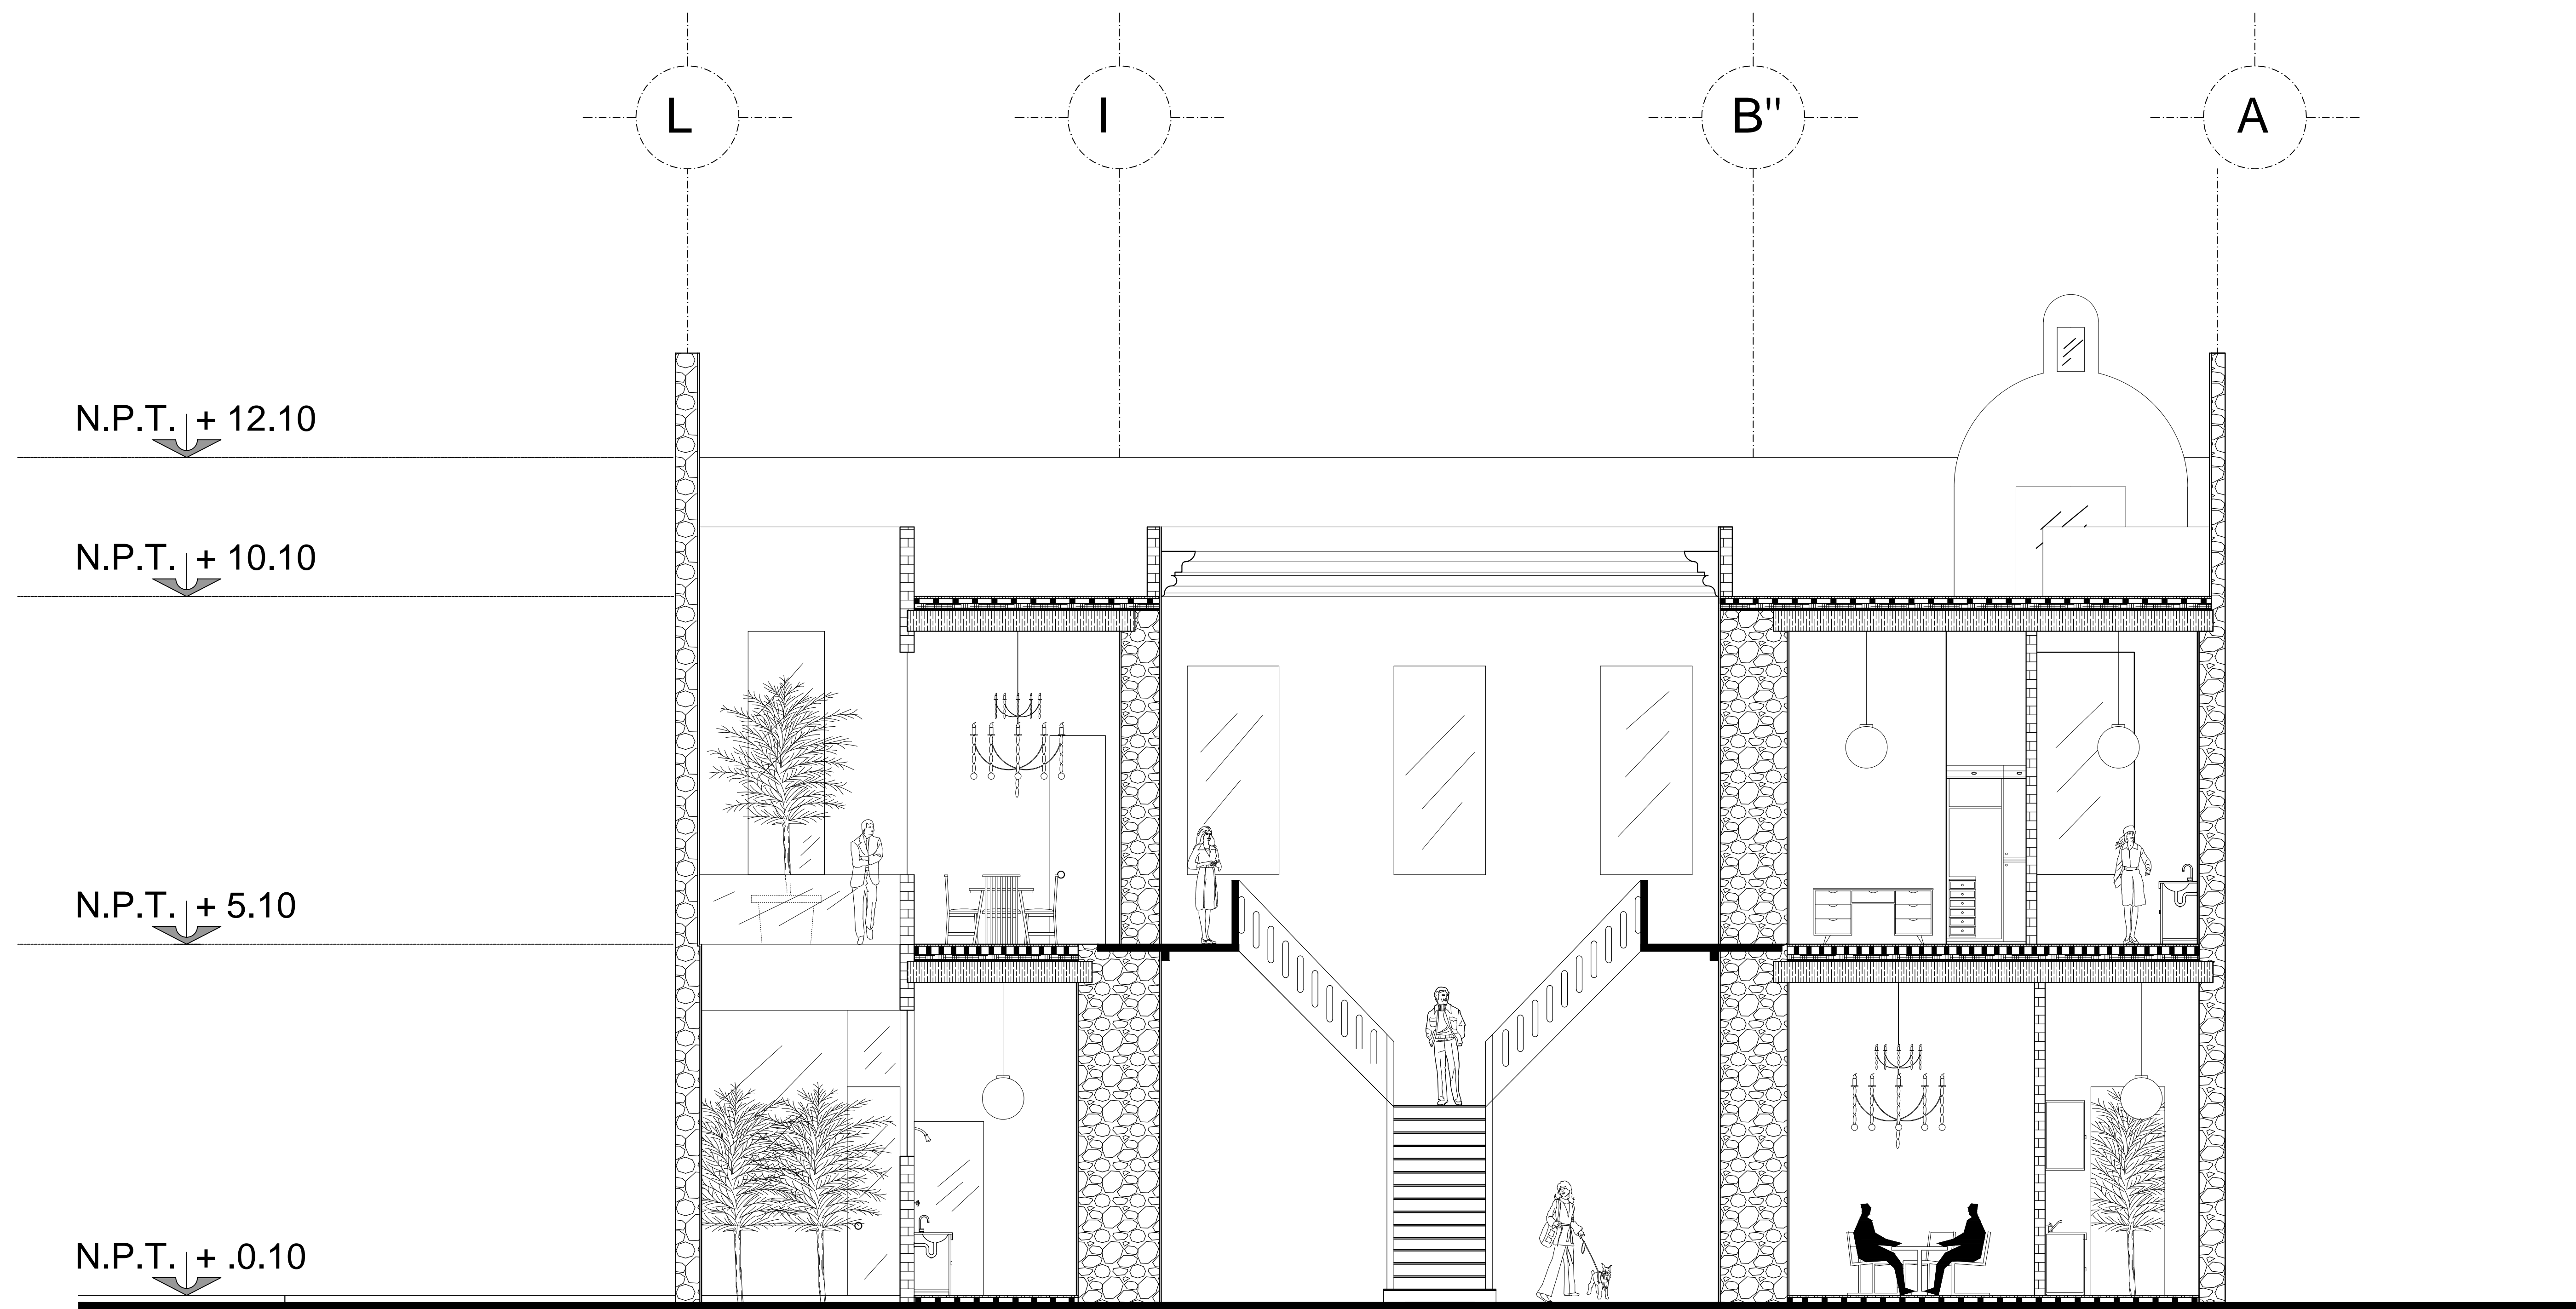 L I B" A
N.P.T. + 12.10
N.P.T. + 10.10
N.P.T. + 5.10
N.P.T. + .0.10